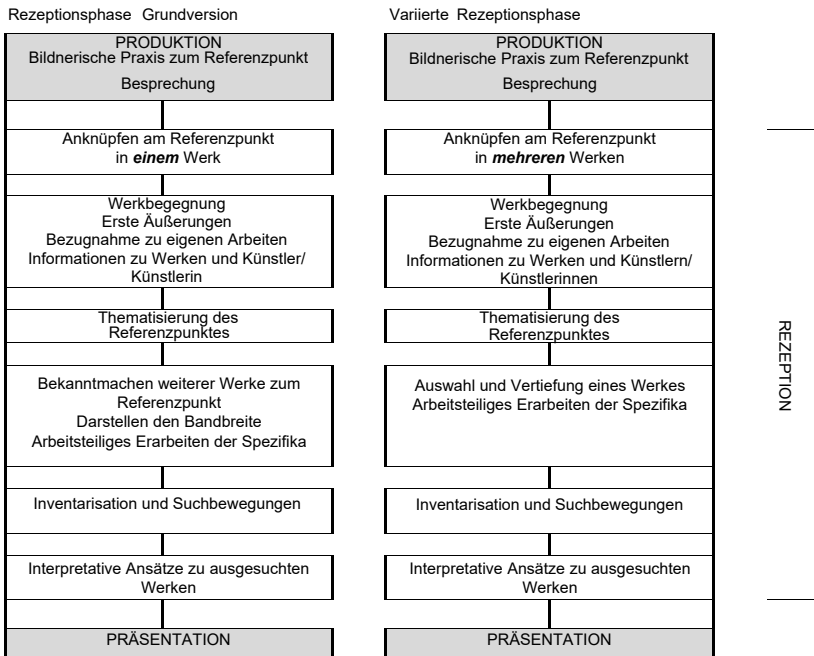 Rezeptionsphase Grundversion
PRODUKTION
Bildnerische Praxis zum Referenzpunkt
Besprechung
Anknüpfen am Referenzpunkt
in einem Werk
Werkbegegnung
Erste Äußerungen
Bezugnahme zu eigenen Arbeiten
Informationen zu Werken und Künstler/
Künstlerin
Thematisierung des
Referenzpunktes
Bekanntmachen weiterer Werke zum
Referenzpunkt
Darstellen den Bandbreite
Arbeitsteiliges Erarbeiten der Spezifika
Inventarisation und Suchbewegungen
Interpretative Ansätze zu ausgesuchten
Werken
PRÄSENTATION
Variierte Rezeptionsphase
PRODUKTION
Bildnerische Praxis zum Referenzpunkt
Besprechung
Anknüpfen am Referenzpunkt
in mehreren Werken
Werkbegegnung
Erste Äußerungen
Bezugnahme zu eigenen Arbeiten
Informationen zu Werken und Künstlern/
Künstlerinnen
Thematisierung des
Referenzpunktes
Auswahl und Vertiefung eines Werkes
Arbeitsteiliges Erarbeiten der Spezifika
Inventarisation und Suchbewegungen
Interpretative Ansätze zu ausgesuchten
Werken
PRÄSENTATION
REZEPTION